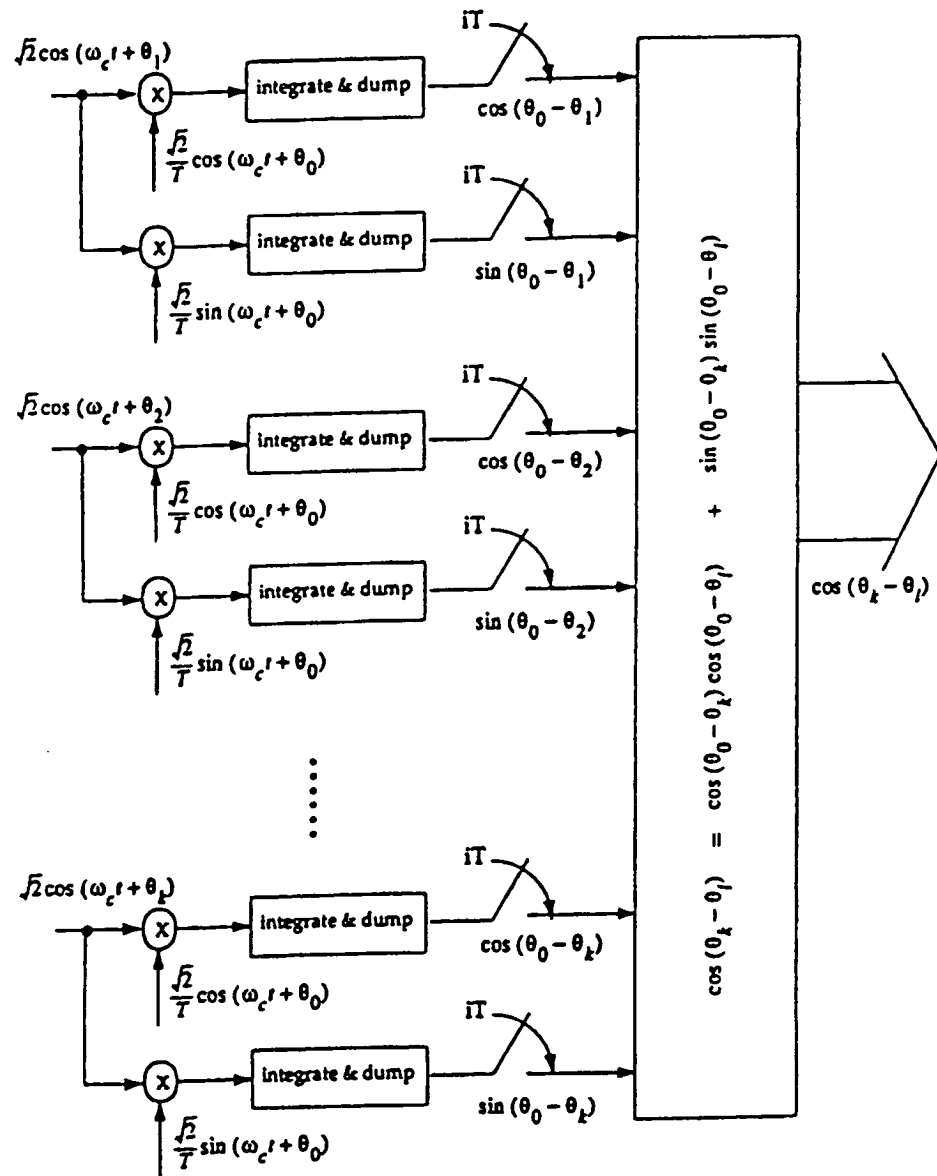 iT
√2 cos (ω_c t + θ_1)
integrate & dump
cos (θ_0 − θ_1)
√2/T cos (ω_c t + θ_0)
iT
integrate & dump
sin (θ_0 − θ_1)
√2/T sin (ω_c t + θ_0)
iT
√2 cos (ω_c t + θ_2)
integrate & dump
cos (θ_0 − θ_2)
√2/T cos (ω_c t + θ_0)
iT
integrate & dump
sin (θ_0 − θ_2)
√2/T sin (ω_c t + θ_0)
iT
√2 cos (ω_c t + θ_k)
integrate & dump
cos (θ_0 − θ_k)
√2/T cos (ω_c t + θ_0)
iT
integrate & dump
sin (θ_0 − θ_k)
√2/T sin (ω_c t + θ_0)
cos (θ_k − θ_l) = cos (θ_0 − θ_k) cos (θ_0 − θ_l) + sin (θ_0 − θ_k) sin (θ_0 − θ_l)
cos (θ_k − θ_l)